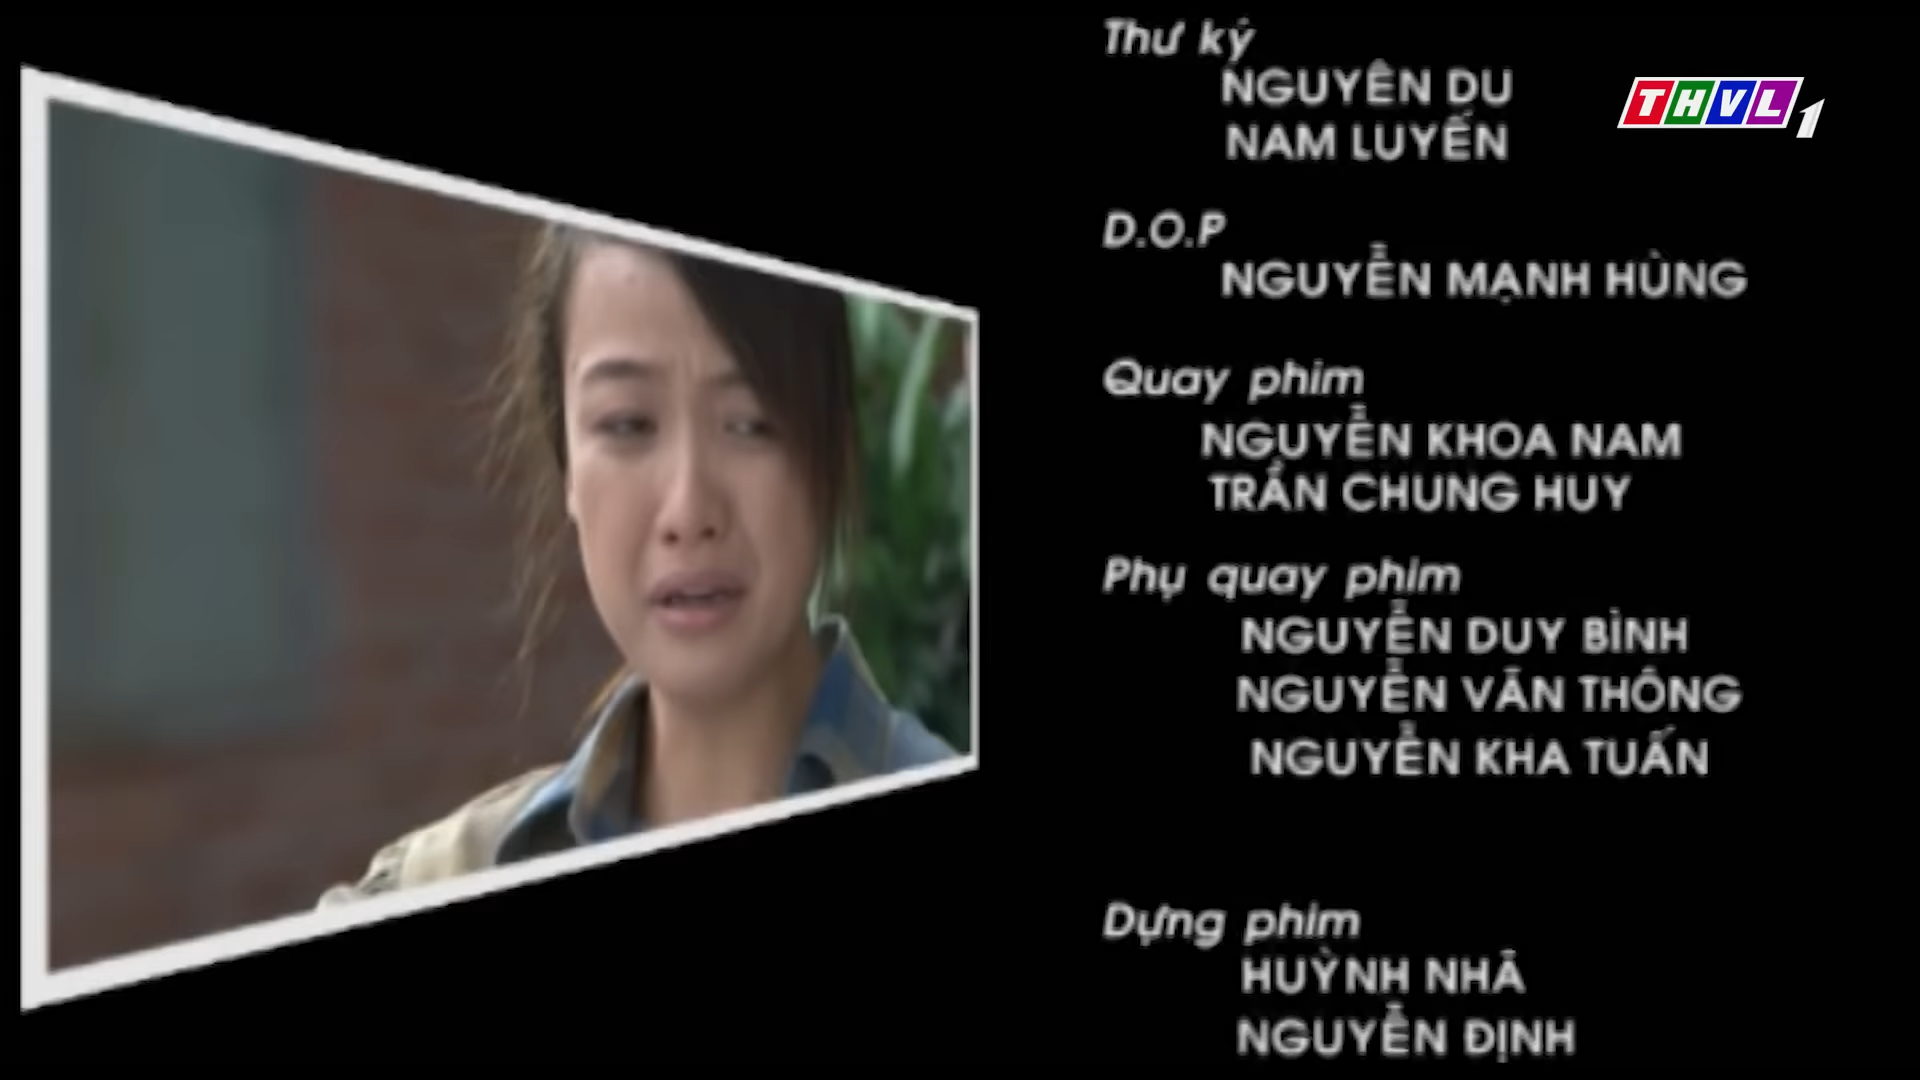 Thư ký
NGUYÊN DU
NAM LUYẾN
THVL1
D.O.P
NGUYỄN MẠNH HÙNG
Quay phim
NGUYỄN KHOA NAM
TRẦN CHUNG HUY
Phụ quay phim
NGUYỄN DUY BÌNH
NGUYỄN VĂN THÔNG
NGUYỄN KHA TUẤN
Dựng phim
HUỲNH NHÃ
NGUYỄN ĐỊNH